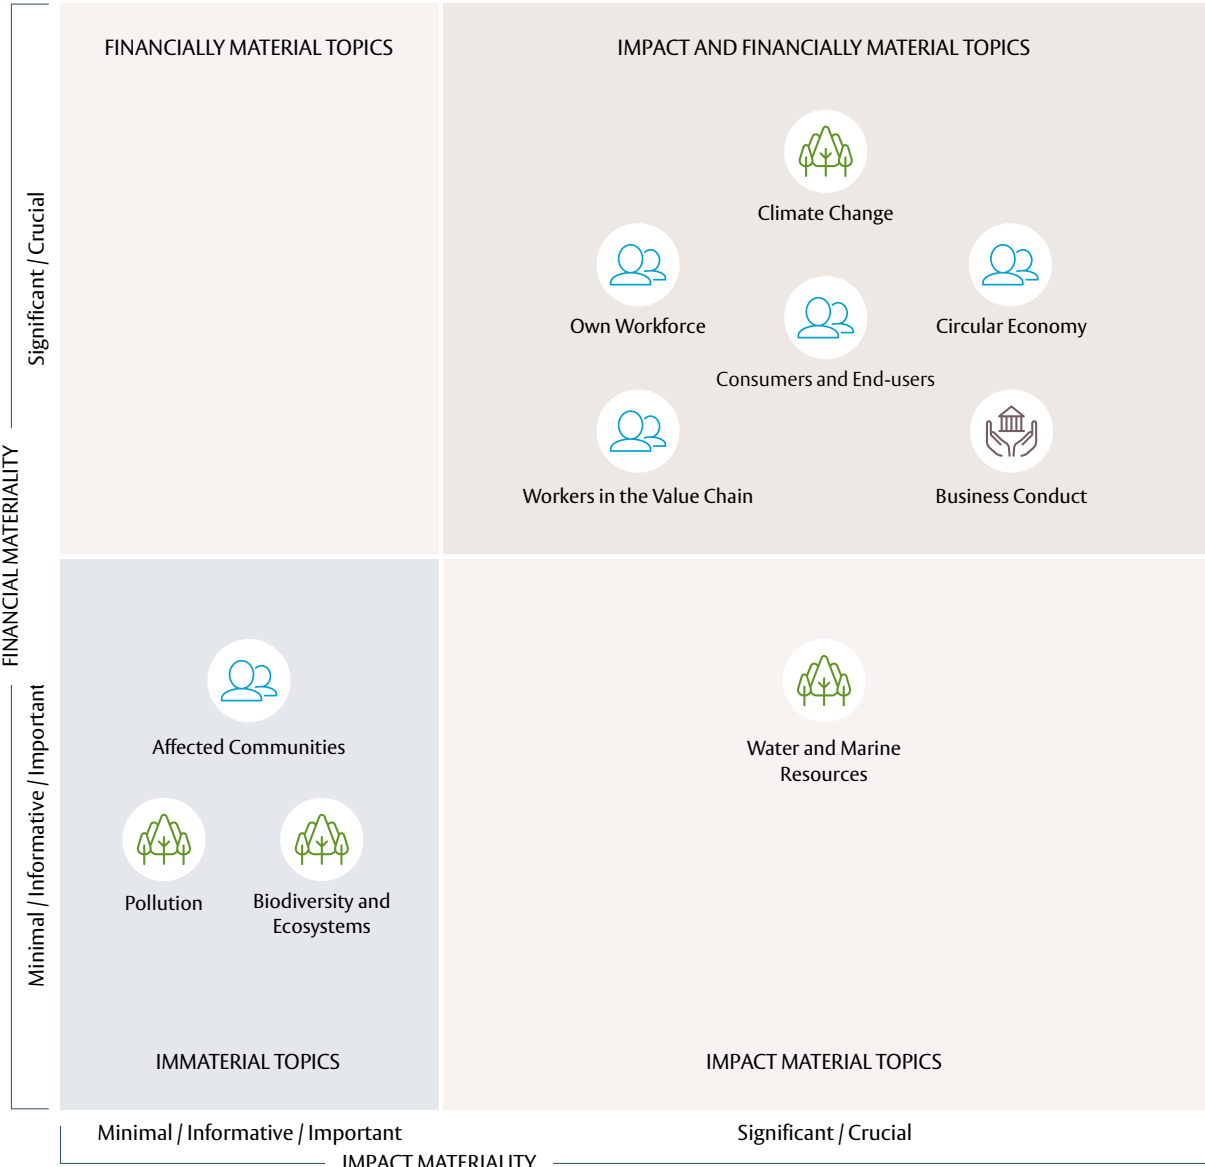 FINANCIALLY MATERIAL TOPICS
IMPACT AND FINANCIALLY MATERIAL TOPICS
Climate Change
Own Workforce
Circular Economy
Consumers and End-users
Workers in the Value Chain
Business Conduct
Significant / Crucial
FINANCIAL MATERIALITY
Minimal / Informative / Important
Affected Communities
Water and Marine
Resources
Pollution
Biodiversity and
Ecosystems
IMMATERIAL TOPICS
IMPACT MATERIAL TOPICS
Minimal / Informative / Important
Significant / Crucial
IMPACT MATERIALITY